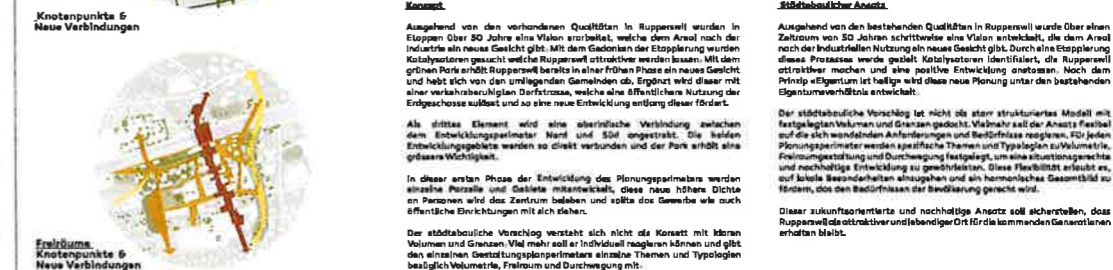 Knotenpunkte &
Neue Verbindungen
Freiräume
Knotenpunkte &
Neue Verbindungen
Konzept
Ausgehend von den vorhandenen Qualitäten in Rupperswil wurden in
Etappen über 50 Jahre eine Vision erarbeitet, welche dem Areal nach der
Industrie ein neues Gesicht gibt. Mit dem Gedanken der Etappierung wurden
Katalysatoren gesucht welche Rupperswil attraktiver werden lassen. Mit dem
grünen Park erhält Rupperswil bereits in einer frühen Phase ein neues Gesicht
und hebt sich von den umliegenden Gemeinden ab. Ergänzt wird dieser mit
einer verkehrsberuhigten Dorfstrasse, welche eine öffentlichere Nutzung der
Erdgeschosse zulässt und so eine neue Entwicklung entlang dieser fördert.
Als drittes Element wird eine oberirdische Verbindung zwischen
dem Entwicklungsperimeter Nord und Süd angestrebt. Die beiden
Entwicklungsgebiete werden so direkt verbunden und der Park erhält eine
grössere Wichtigkeit.
In dieser ersten Phase der Entwicklung des Planungsperimeters werden
einzelne Parzelle und Gebiete mitentwickelt, diese neue höhere Dichte
an Personen wird das Zentrum beleben und sollte das Gewerbe wie auch
öffentliche Einrichtungen mit sich ziehen.
Der städtebauliche Vorschlag versteht sich nicht als Korsett mit klaren
Volumen und Grenzen. Viel mehr soll er individuell reagieren können und gibt
den einzelnen Gestaltungsplanperimeters einzelne Themen und Typologien
bezüglich Volumetrie, Freiraum und Durchwegung mit.
Städtebaulicher Ansatz
Ausgehend von den bestehenden Qualitäten in Rupperswil wurde über einen
Zeitraum von 50 Jahren schrittweise eine Vision entwickelt, die dem Areal
nach der industriellen Nutzung ein neues Gesicht gibt. Durch eine Etappierung
dieses Prozesses werde gezielt Katalysatoren identifiziert, die Rupperswil
attraktiver machen und eine positive Entwicklung anstossen. Nach dem
Prinzip «Eigentum ist heilig» wird diese neue Planung unter den bestehenden
Eigentumsverhältnis entwickelt.
Der städtebauliche Vorschlag ist nicht als starr strukturiertes Modell mit
festgelegten Volumen und Grenzen gedacht. Vielmehr soll der Ansatz flexibel
auf die sich wandelnden Anforderungen und Bedürfnisse reagieren. Für jeden
Planungsperimeter werden spezifische Themen und Typologien zu Volumetrie,
Freiraumgestaltung und Durchwegung festgelegt, um eine situationsgerechte
und nachhaltige Entwicklung zu gewährleisten. Diese Flexibilität erlaubt es,
auf lokale Besonderheiten einzugehen und ein harmonisches Gesamtbild zu
fördern, das den Bedürfnissen der Bevölkerung gerecht wird.
Dieser zukunftsorientierte und nachhaltige Ansatz soll sicherstellen, dass
Rupperswil als attraktiver und lebendiger Ort für die kommenden Generationen
erhalten bleibt.